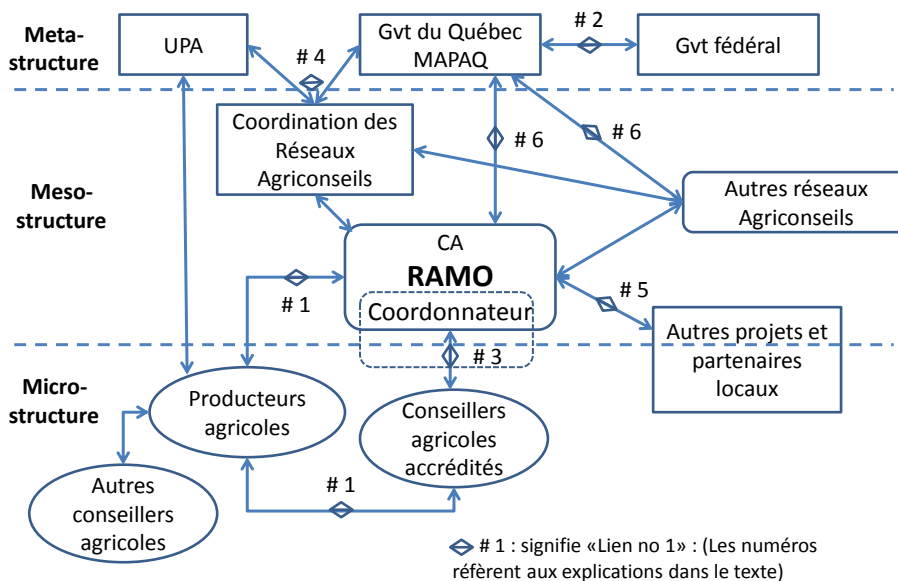 Meta-
structure
UPA
# 4
Gvt du Québec
MAPAQ
# 2
Gvt fédéral
Coordination des
Réseaux
Agriconseils
# 6
# 6
Meso-
structure
Autres réseaux
Agriconseils
CA
RAMO
Coordonnateur
# 1
# 5
Autres projets et
partenaires
locaux
# 3
Micro-
structure
Producteurs
agricoles
Conseillers
agricoles
accrédités
Autres
conseillers
agricoles
# 1
# 1 : signifie «Lien no 1» : (Les numéros
réfèrent aux explications dans le texte)